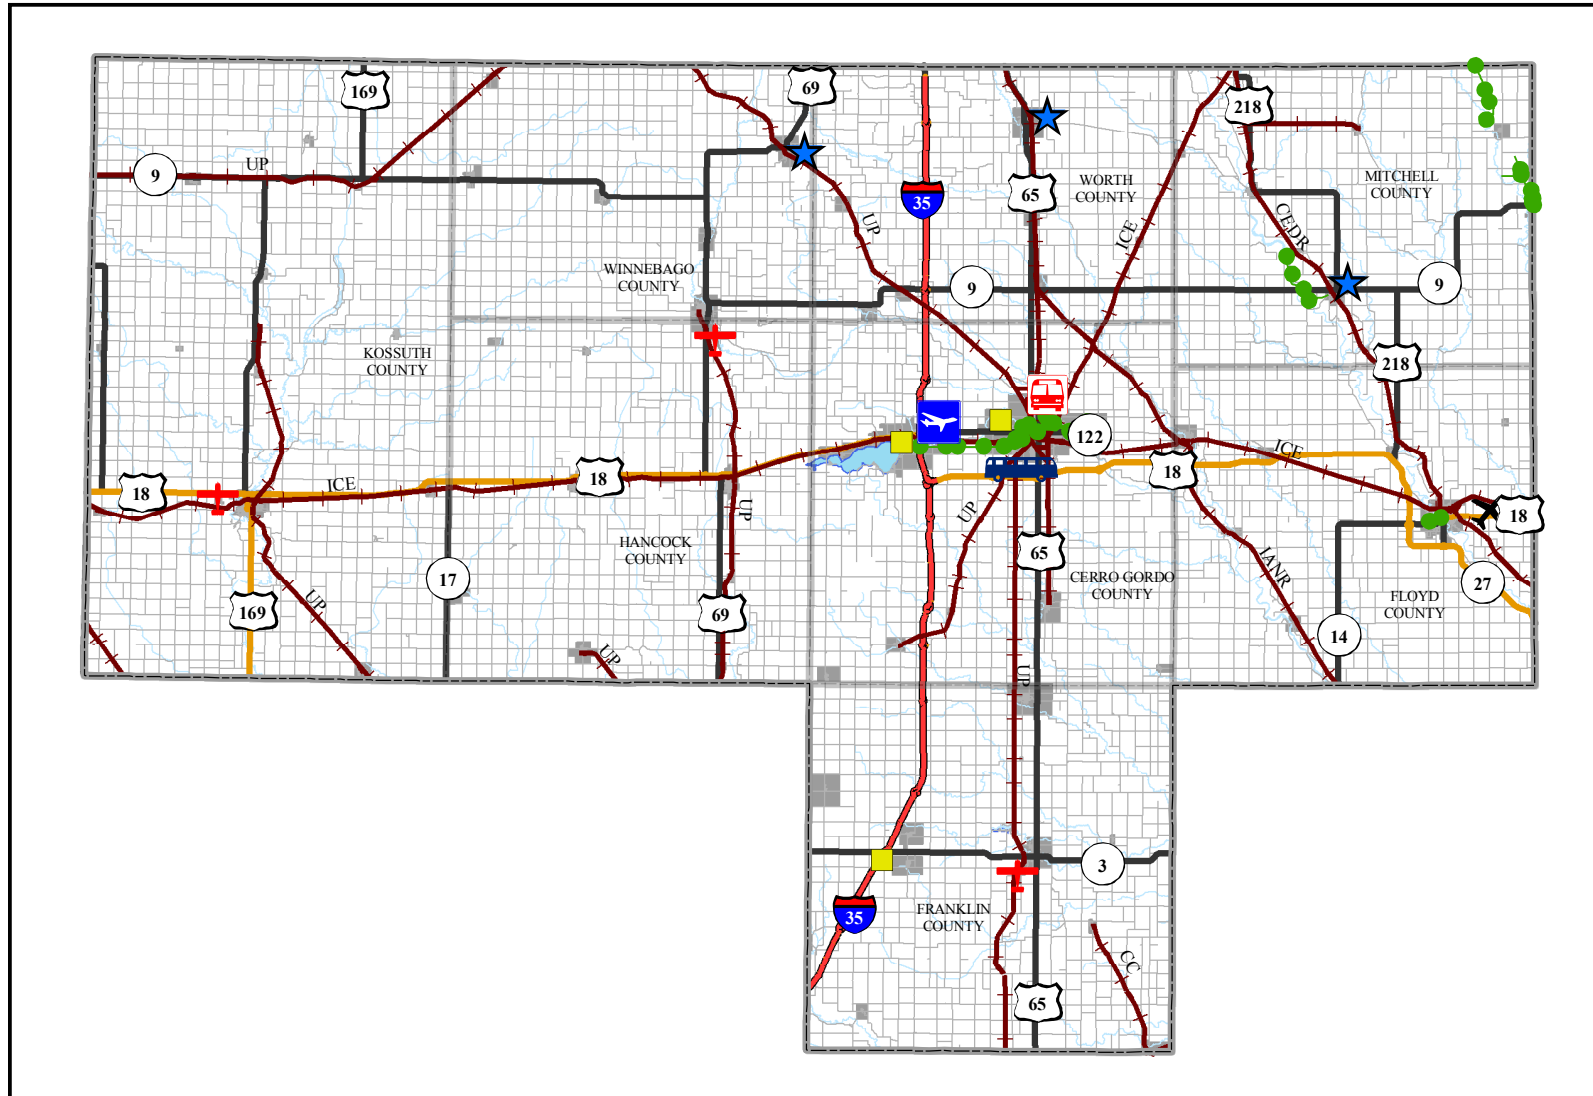 169
69
218
9
UP
MITCHELL
COUNTY
35
65
WORTH
COUNTY
UP
ICE
CEDR
WINNEBAGO
COUNTY
9
9
KOSSUTH
COUNTY
218
122
18
ICE
18
18
ICE
18
UP
UP
HANCOCK
COUNTY
65
17
CERRO GORDO
COUNTY
IANR
27
FLOYD
COUNTY
169
UP
69
14
UP
UP
3
35
FRANKLIN
COUNTY
CC
65